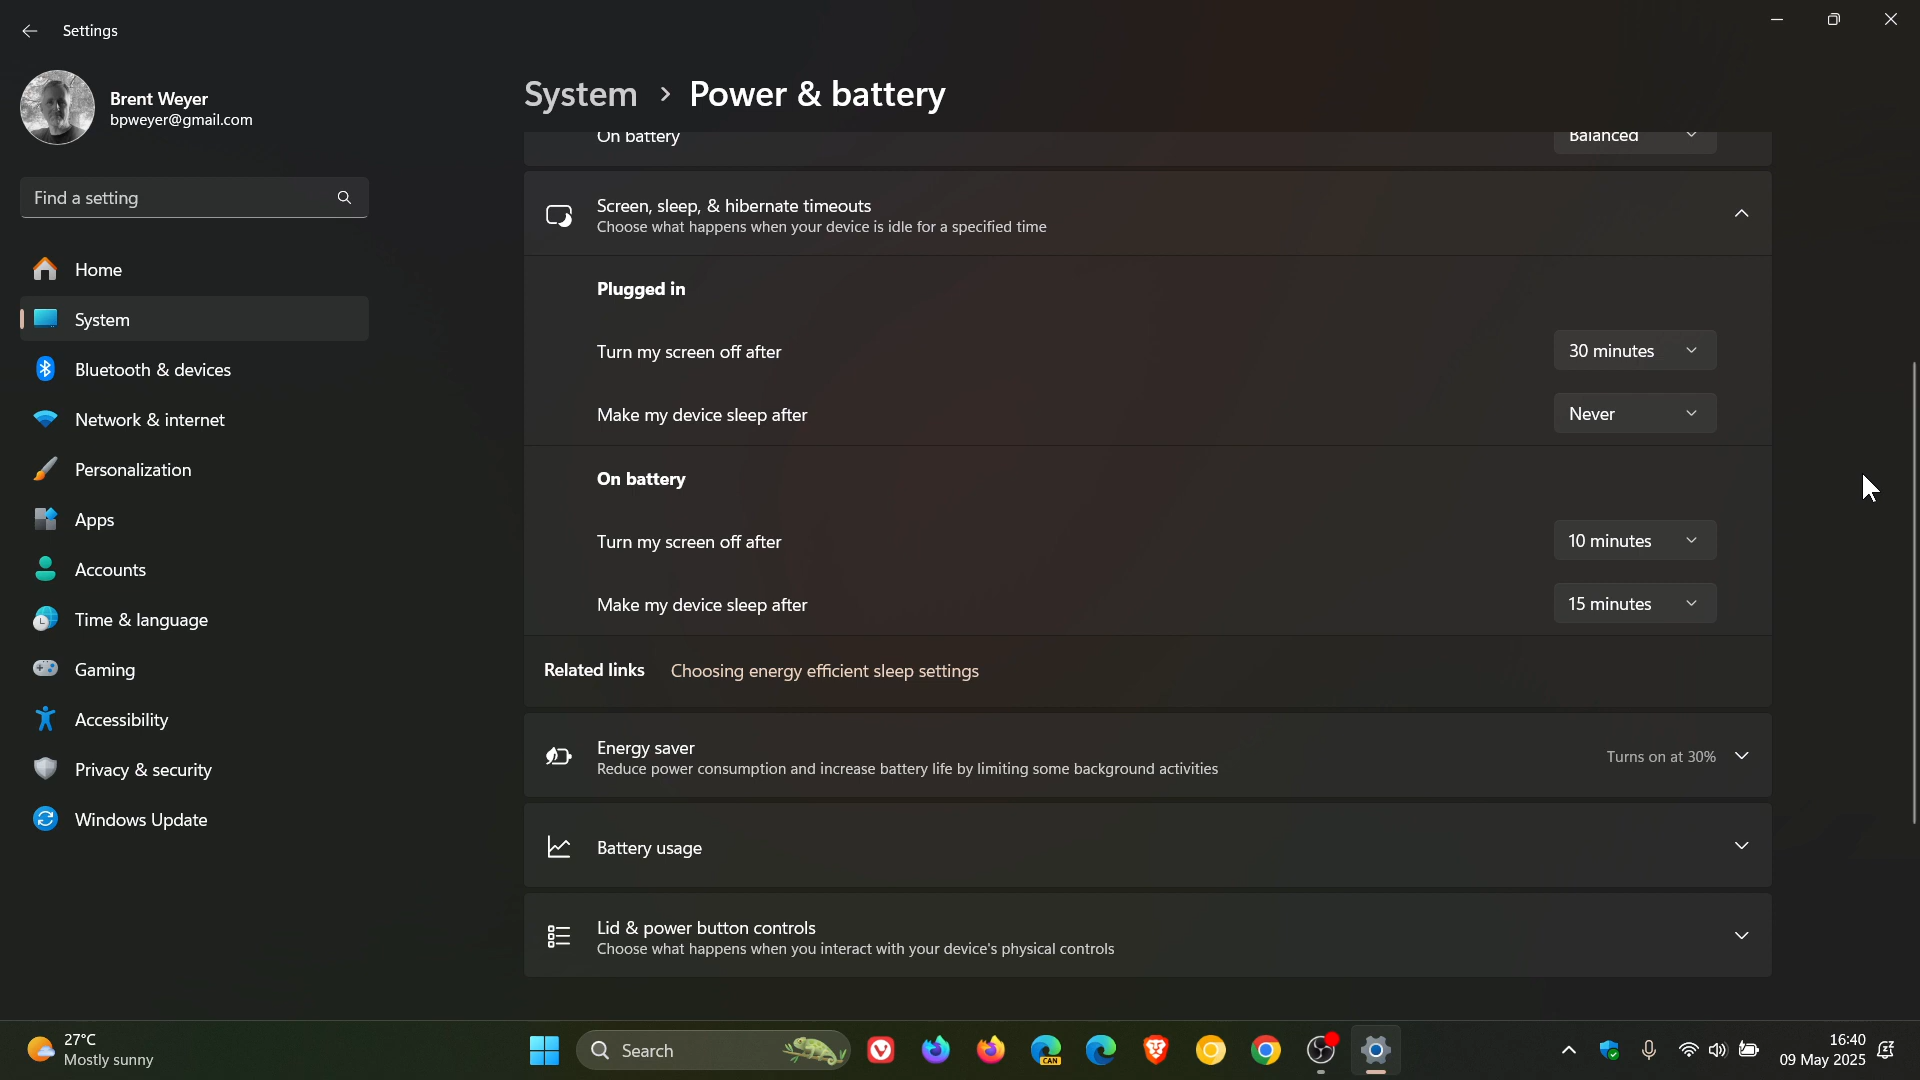 Settings
Brent Weyer
bpweyer@gmail.com
Find a setting
Home
System
Bluetooth & devices
Network & internet
Personalization
Apps
Accounts
Time & language
Gaming
Accessibility
Privacy & security
Windows Update
System > Power & battery
On battery
Balanced
Screen, sleep, & hibernate timeouts
Choose what happens when your device is idle for a specified time
Plugged in
Turn my screen off after
30 minutes
Make my device sleep after
Never
On battery
Turn my screen off after
10 minutes
Make my device sleep after
15 minutes
Related links Choosing energy efficient sleep settings
Energy saver
Reduce power consumption and increase battery life by limiting some background activities
Turns on at 30%
Battery usage
Lid & power button controls
Choose what happens when you interact with your device's physical controls
27°C
Mostly sunny
Search
CAN
16:40
09 May 2025